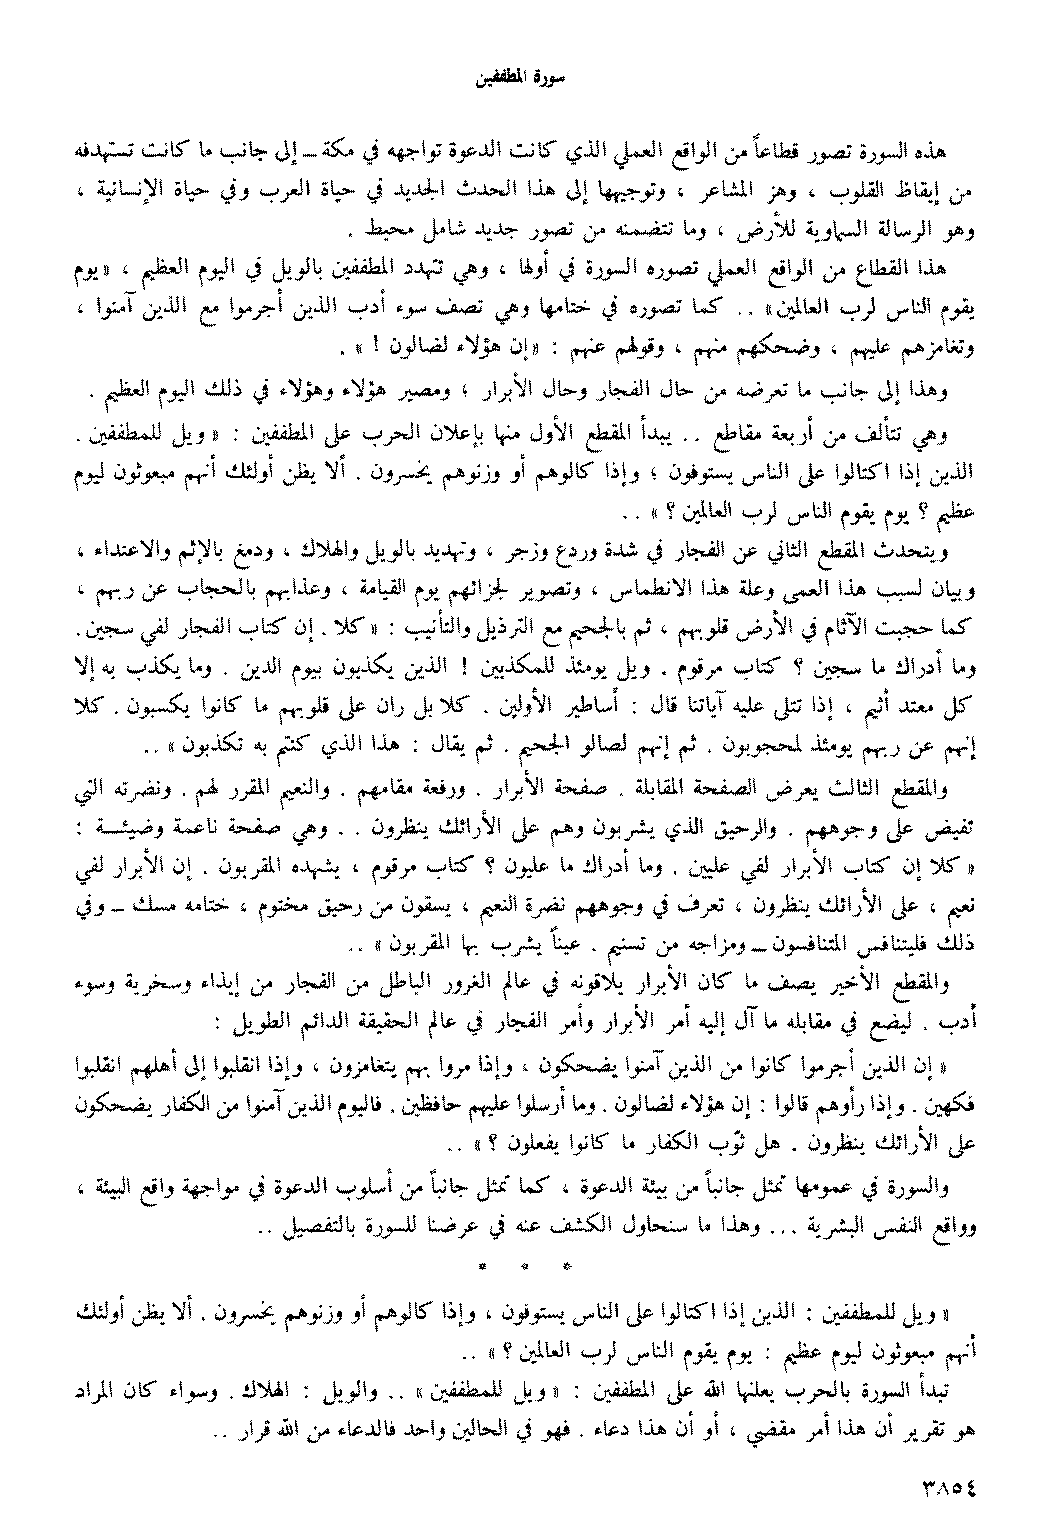 سورة المطففين
هذه السورة تصور قطاعاً من الواقع العملي الذي كانت الدعوة تواجهه في مكة ــ إلى جانب ما كانت تستهدفه
من إيقاظ القلوب ، وهز المشاعر ، وتوجيهها إلى هذا الحدث الجديد في حياة العرب وفي حياة الإنسانية ،
وهو الرسالة السماوية للأرض ، وما تتضمنه من تصور جديد شامل محيط .
هذا القطاع من الواقع العملي تصوره السورة في أولها ، وهي تتهدد المطففين بالويل في اليوم العظيم ، «يوم
يقوم الناس لرب العالمين» .. كما تصوره في ختامها وهي تصف سوء أدب الذين أجرموا مع الذين آمنوا ،
وتغامزهم عليهم ، وضحكهم منهم ، وقولهم عنهم : «إن هؤلاء لضالون ! » .
وهذا إلى جانب ما تعرضه من حال الفجار وحال الأبرار ؛ ومصير هؤلاء وهؤلاء في ذلك اليوم العظيم .
وهي تتألف من أربعة مقاطع .. يبدأ المقطع الأول منها بإعلان الحرب على المطففين : « ويل للمطففين .
الذين إذا اكتالوا على الناس يستوفون ؛ وإذا كالوهم أو وزنوهم يخسرون . ألا يظن أولئك أنهم مبعوثون ليوم
عظيم ؟ يوم يقوم الناس لرب العالمين ؟ » ..
ويتحدث المقطع الثاني عن الفجار في شدة وردع وزجر ، وتهديد بالويل والهلاك ، ودمغ بالإثم والاعتداء ،
وبيان لسبب هذا العمى وعلة هذا الانطماس ، وتصوير لجزائهم يوم القيامة ، وعذابهم بالحجاب عن ربهم ،
كما حجبت الآثام في الأرض قلوبهم ، ثم بالجحيم مع الترذيل والتأنيب : « كلا . إن كتاب الفجار لفي سجين.
وما أدراك ما سجين ؟ كتاب مرقوم . ويل يومئذ للمكذبين ! الذين يكذبون بيوم الدين . وما يكذب به إلا
كل معتد أثيم ، إذا تتلى عليه آياتنا قال : أساطير الأولين . كلا بل ران على قلوبهم ما كانوا يكسبون . كلا
إنهم عن ربهم يومئذ لمحجوبون . ثم إنهم لصالو الجحيم . ثم يقال : هذا الذي كنتم به تكذبون » ..
والمقطع الثالث يعرض الصفحة المقابلة . صفحة الأبرار . ورفعة مقامهم . والنعيم المقرر لهم . ونضرته التي
تفيض على وجوههم . والرحيق الذي يشربون وهم على الأرائك ينظرون . . وهي صفحة ناعمة وضيئـــة :
« كلا إن كتاب الأبرار لفي عليين . وما أدراك ما عليون ؟ كتاب مرقوم ، يشهده المقربون . إن الأبرار لفي
نعيم ، على الأرائك ينظرون ، تعرف في وجوههم نضرة النعيم ، يسقون من رحيق مختوم ، ختامه مسك ــ وفي
ذلك فليتنافس المتنافسون ــ ومزاجه من تسنيم . عيناً يشرب بها المقربون » ..
والمقطع الأخير يصف ما كان الأبرار يلاقونه في عالم الغرور الباطل من الفجار من إيذاء وسخرية وسوء
أدب . ليضع في مقابله ما آل إليه أمر الأبرار وأمر الفجار في عالم الحقيقة الدائم الطويل :
« إن الذين أجرموا كانوا من الذين آمنوا يضحكون ، وإذا مروا بهم يتغامزون ، وإذا انقلبوا إلى أهلهم انقلبوا
فكهين . وإذا رأوهم قالوا : إن هؤلاء لضالون . وما أرسلوا عليهم حافظين . فاليوم الذين آمنوا من الكفار يضحكون
على الأرائك ينظرون . هل ثوّب الكفار ما كانوا يفعلون ؟ » ..
والسورة في عمومها تمثل جانباً من بيئة الدعوة ، كما تمثل جانباً من أسلوب الدعوة في مواجهة واقع البيئة ،
وواقع النفس البشرية ... وهذا ما سنحاول الكشف عنه في عرضنا للسورة بالتفصيل ..
* * *
« ويل للمطففين : الذين إذا اكتالوا على الناس يستوفون ، وإذا كالوهم أو وزنوهم يخسرون . ألا يظن أولئك
أنهم مبعوثون ليوم عظيم : يوم يقوم الناس لرب العالمين ؟ » ..
تبدأ السورة بالحرب يعلنها الله على المطففين : « ويل للمطففين» .. والويل : الهلاك. وسواء كان المراد
هو تقرير أن هذا أمر مقضي ، أو أن هذا دعاء . فهو في الحالين واحد فالدعاء من الله قرار ..
٣٨٥٤